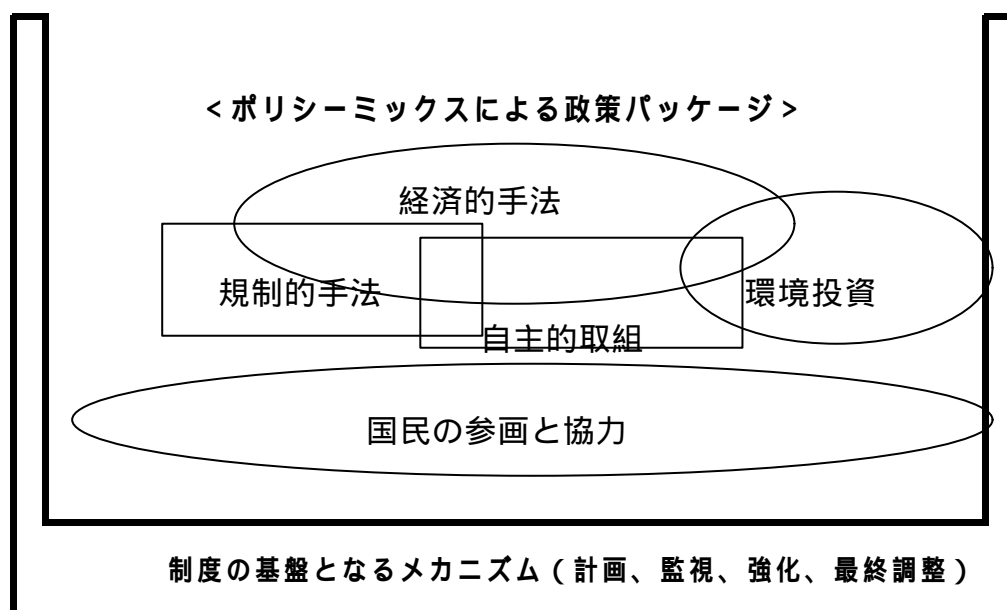 ＜ポリシーミックスによる政策パッケージ＞
経済的手法
規制的手法
環境投資
自主的取組
国民の参画と協力
制度の基盤となるメカニズム（計画、監視、強化、最終調整）